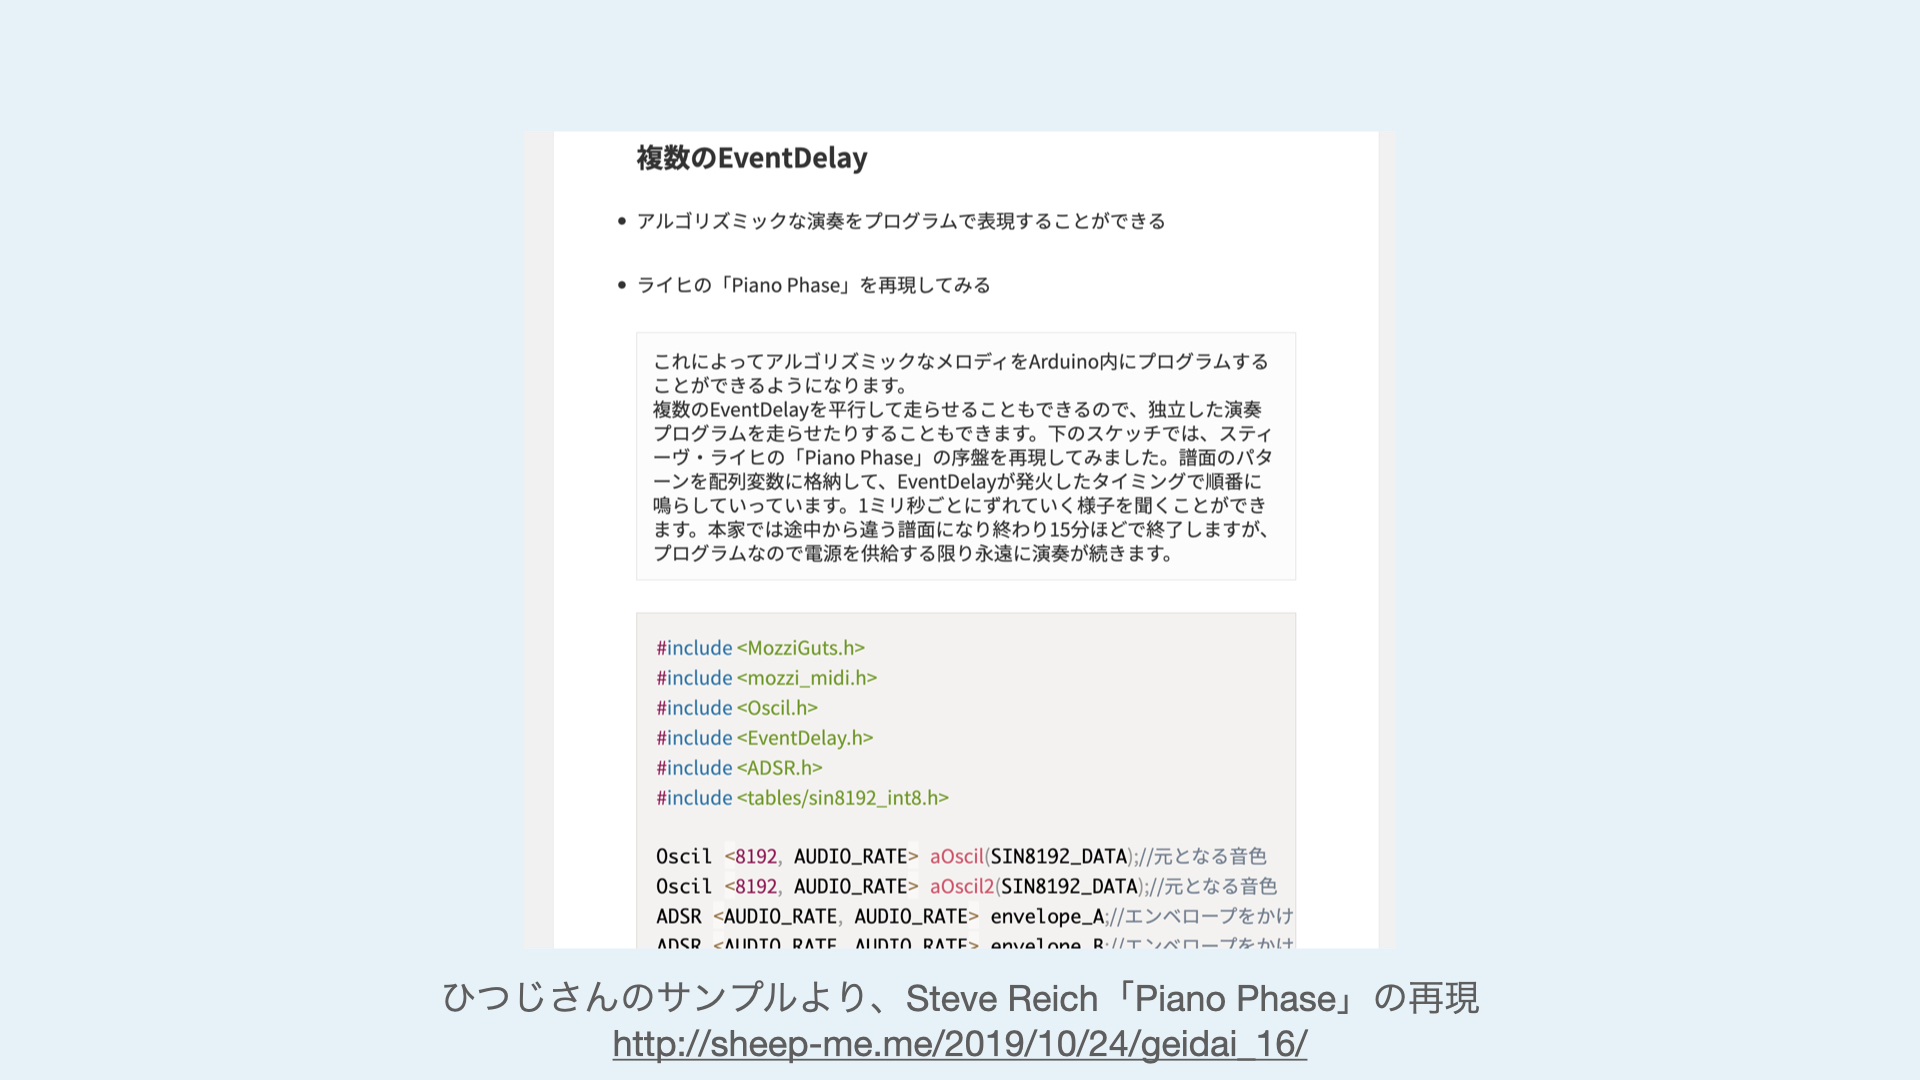 複数のEventDelay
• アルゴリズミックな演奏をプログラムで表現することができる
• ライヒの「Piano Phase」を再現してみる
これによってアルゴリズミックなメロディをArduino内にプログラムする
ことができるようになります。
複数のEventDelayを平行して走らせることもできるので、独立した演奏
プログラムを走らせたりすることもできます。下のスケッチでは、スティ
ーヴ・ライヒの「Piano Phase」の序盤を再現してみました。譜面のパタ
ーンを配列変数に格納して、EventDelayが発火したタイミングで順番に
鳴らしていっています。1ミリ秒ごとにずれていく様子を聞くことができ
ます。本家では途中から違う譜面になり終わり15分ほどで終了しますが、
プログラムなので電源を供給する限り永遠に演奏が続きます。
#include <MozziGuts.h>
#include <mozzi_midi.h>
#include <Oscil.h>
#include <EventDelay.h>
#include <ADSR.h>
#include <tables/sin8192_int8.h>
Oscil <8192, AUDIO_RATE> aOscil(SIN8192_DATA);//元となる音色
Oscil <8192, AUDIO_RATE> aOscil2(SIN8192_DATA);//元となる音色
ADSR <AUDIO_RATE, AUDIO_RATE> envelope_A;//エンベロープをかけ
ADSR <AUDIO_RATE, AUDIO_RATE> envelope_B;//エンベロープをかけ
ひつじさんのサンプルより、Steve Reich「Piano Phase」の再現
http://sheep-me.me/2019/10/24/geidai_16/